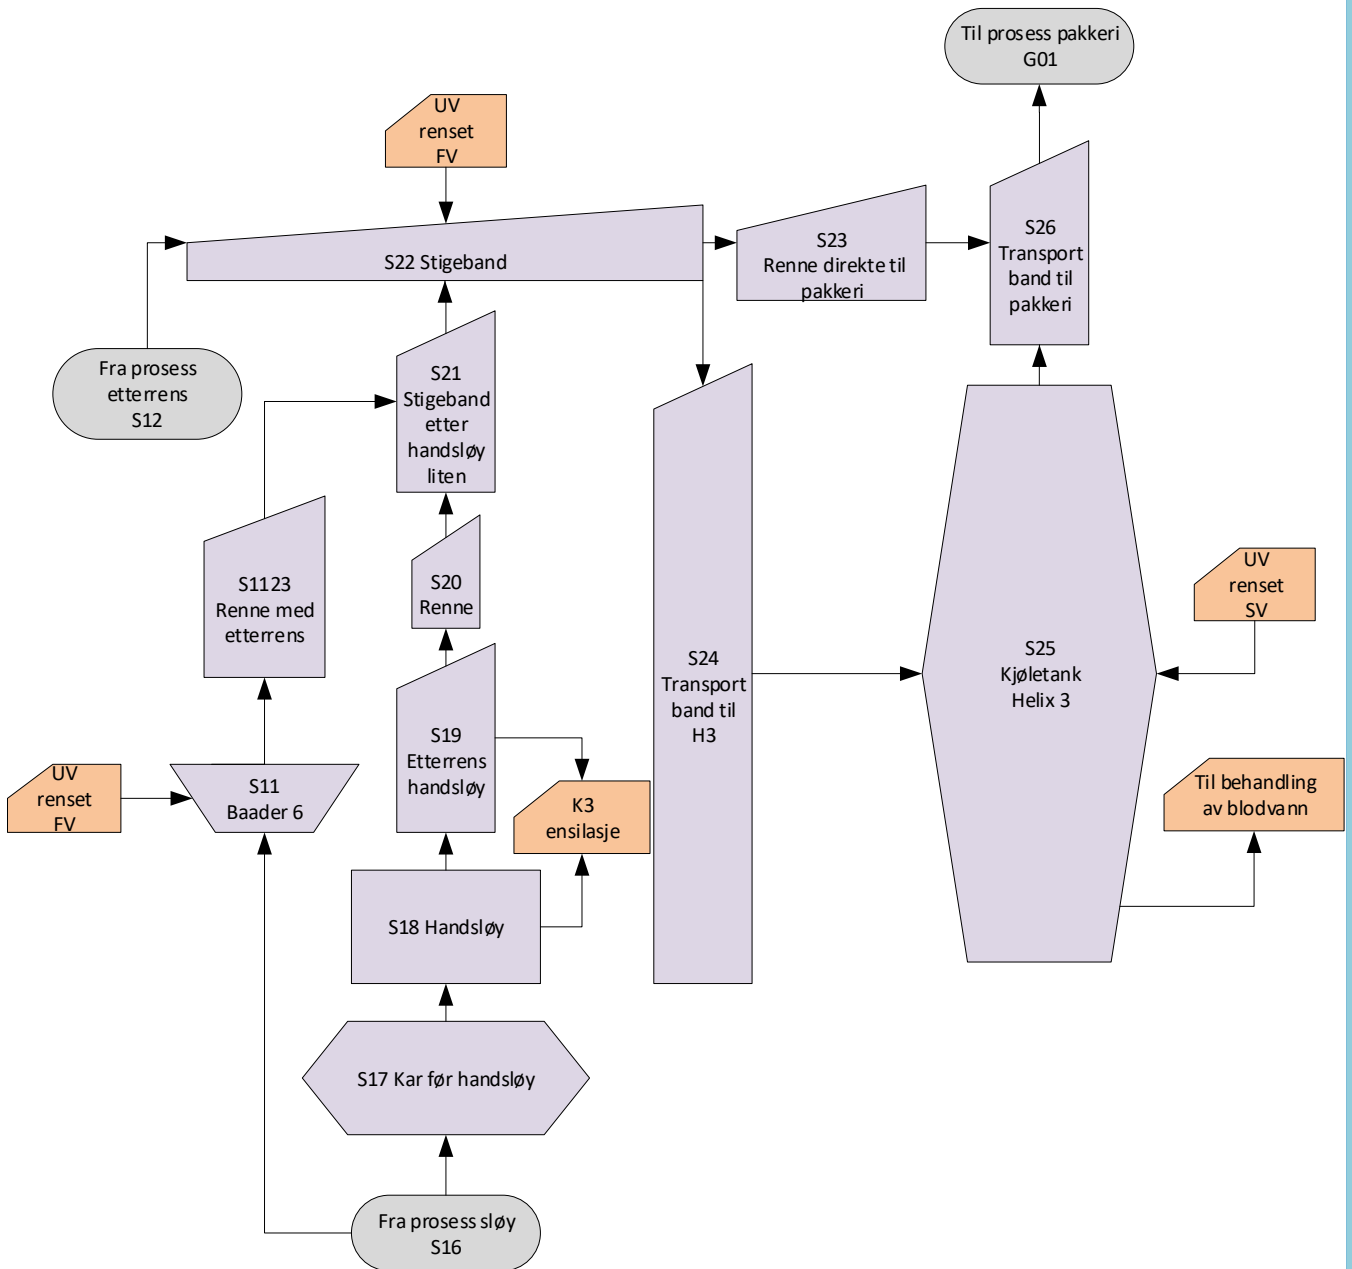 Til prosess pakkeri
G01
UV
renset
FV
S22 Stigeband
S23
Renne direkte til
pakkeri
S26
Transport
band til
pakkeri
Fra prosess
etterrens
S12
S21
Stigeband
etter
handsløy
liten
S1123
Renne med
etterrens
S20
Renne
S24
Transport
band til
H3
S25
Kjøletank
Helix 3
UV
renset
SV
S19
Etterrens
handsløy
UV
renset
FV
S11
Baader 6
K3
ensilasje
Til behandling
av blodvann
S18 Handsløy
S17 Kar før handsløy
Fra prosess sløy
S16